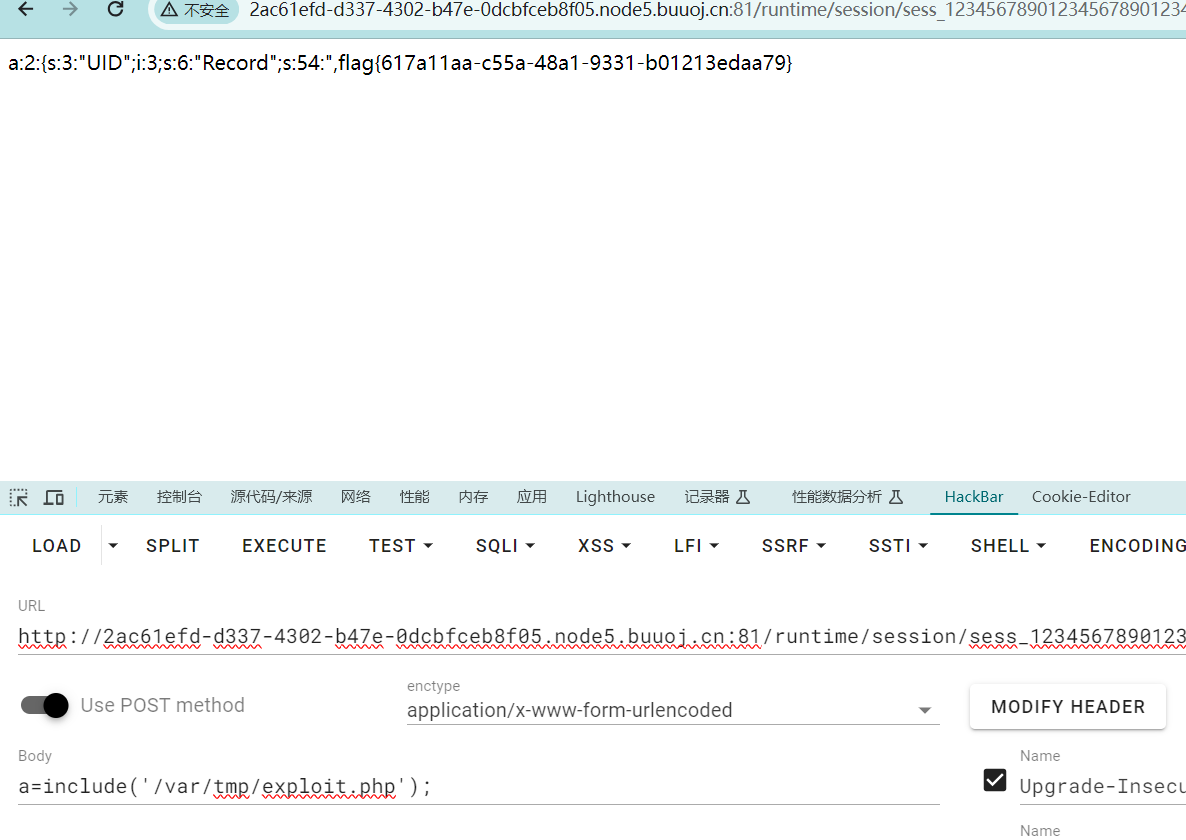 不安全 2ac61efd-d337-4302-b47e-0dcbfceb8f05.node5.buuoj.cn:81/runtime/session/sess_123456789012345678901234
a:2:{s:3:"UID";i:3;s:6:"Record";s:54:",flag{617a11aa-c55a-48a1-9331-b01213edaa79}
元素 控制台 源代码/来源 网络 性能 内存 应用 Lighthouse 记录器 性能数据分析 HackBar Cookie-Editor
LOAD SPLIT EXECUTE TEST SQLI XSS LFI SSRF SSTI SHELL ENCODING
URL
http://2ac61efd-d337-4302-b47e-0dcbfceb8f05.node5.buuoj.cn:81/runtime/session/sess_1234567890123
enctype
Use POST method application/x-www-form-urlencoded MODIFY HEADER
Body Name
a=include('/var/tmp/exploit.php'); Upgrade-Insecu
Name